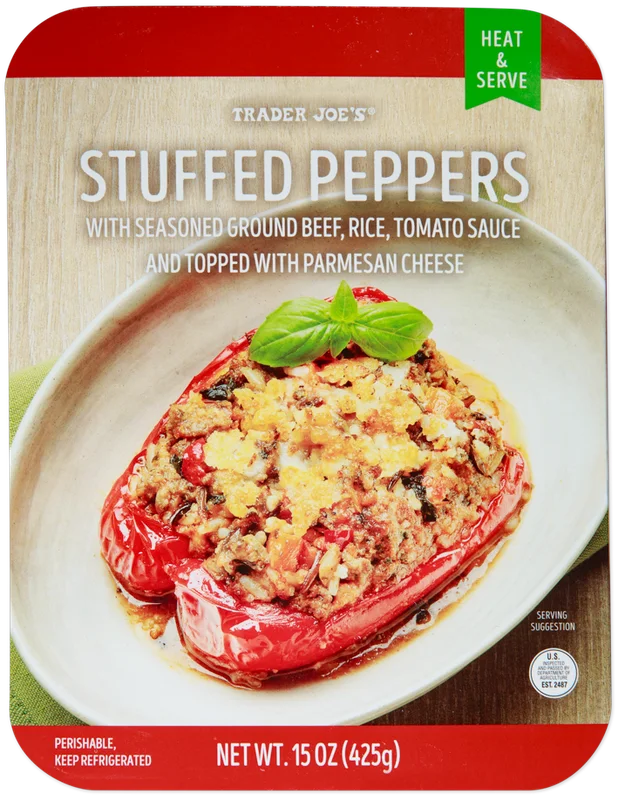 HEAT
&
SERVE
TRADER JOE'S®
STUFFED PEPPERS
WITH SEASONED GROUND BEEF, RICE, TOMATO SAUCE
AND TOPPED WITH PARMESAN CHEESE
SERVING
SUGGESTION
U.S.
INSPECTED
AND PASSED BY
DEPARTMENT OF
AGRICULTURE
EST. 2487
PERISHABLE,
KEEP REFRIGERATED
NET WT. 15 OZ (425g)